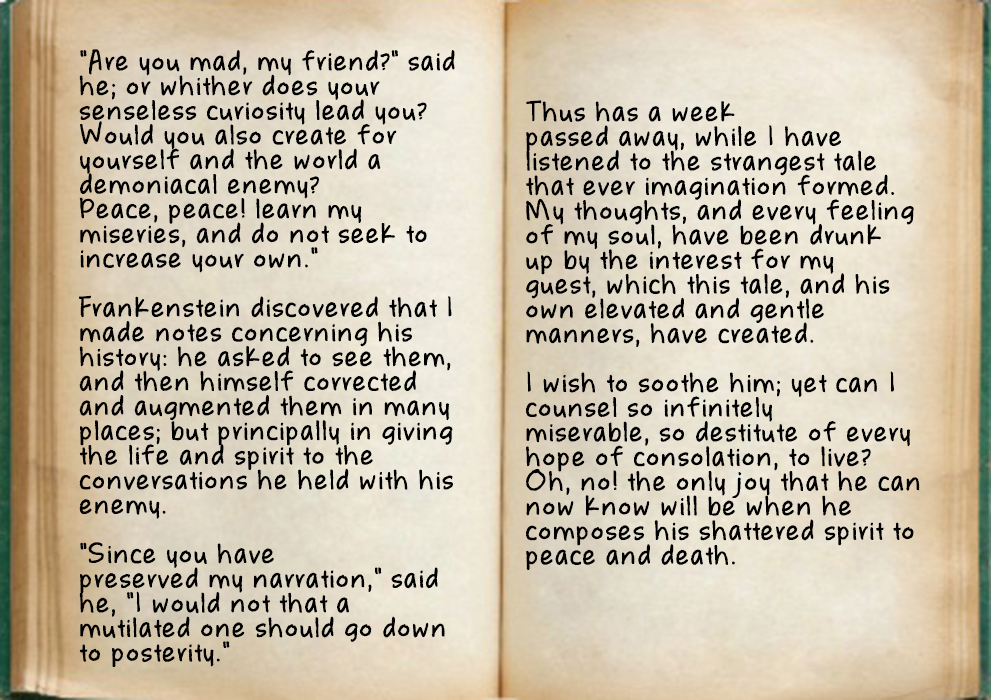 "Are you mad, my friend?" said
he; or whither does your
senseless curiosity lead you?
Would you also create for
yourself and the world a
demoniacal enemy?
Peace, peace! learn my
miseries, and do not seek to
increase your own."
Frankenstein discovered that I
made notes concerning his
history: he asked to see them,
and then himself corrected
and augmented them in many
places; but principally in giving
the life and spirit to the
conversations he held with his
enemy.
"Since you have
preserved my narration," said
he, "I would not that a
mutilated one should go down
to posterity."
Thus has a week
passed away, while I have
listened to the strangest tale
that ever imagination formed.
My thoughts, and every feeling
of my soul, have been drunk
up by the interest for my
guest, which this tale, and his
own elevated and gentle
manners, have created.
I wish to soothe him; yet can I
counsel so infinitely
miserable, so destitute of every
hope of consolation, to live?
Oh, no! the only joy that he can
now know will be when he
composes his shattered spirit to
peace and death.